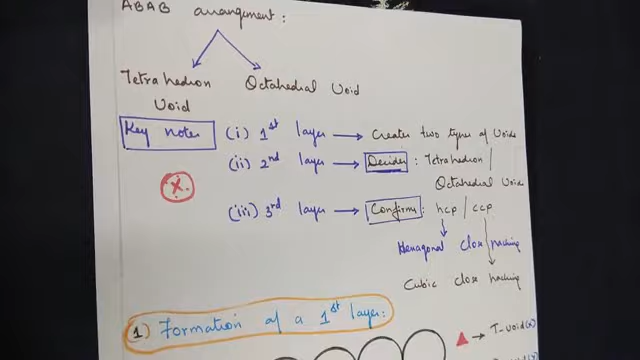 ABAB arrangement:
Tetrahedron Octahedral Void
Void
Key notes (i) 1st layer → Creates two types of Voids
(ii) 2nd layer → Decides: Tetrahedron /
Octahedral Void
X
(iii) 3rd layer → Confirms: hcp / ccp
Hexagonal close packing
Cubic close packing
1) Formation of a 1st layer:
→ T-void(x)